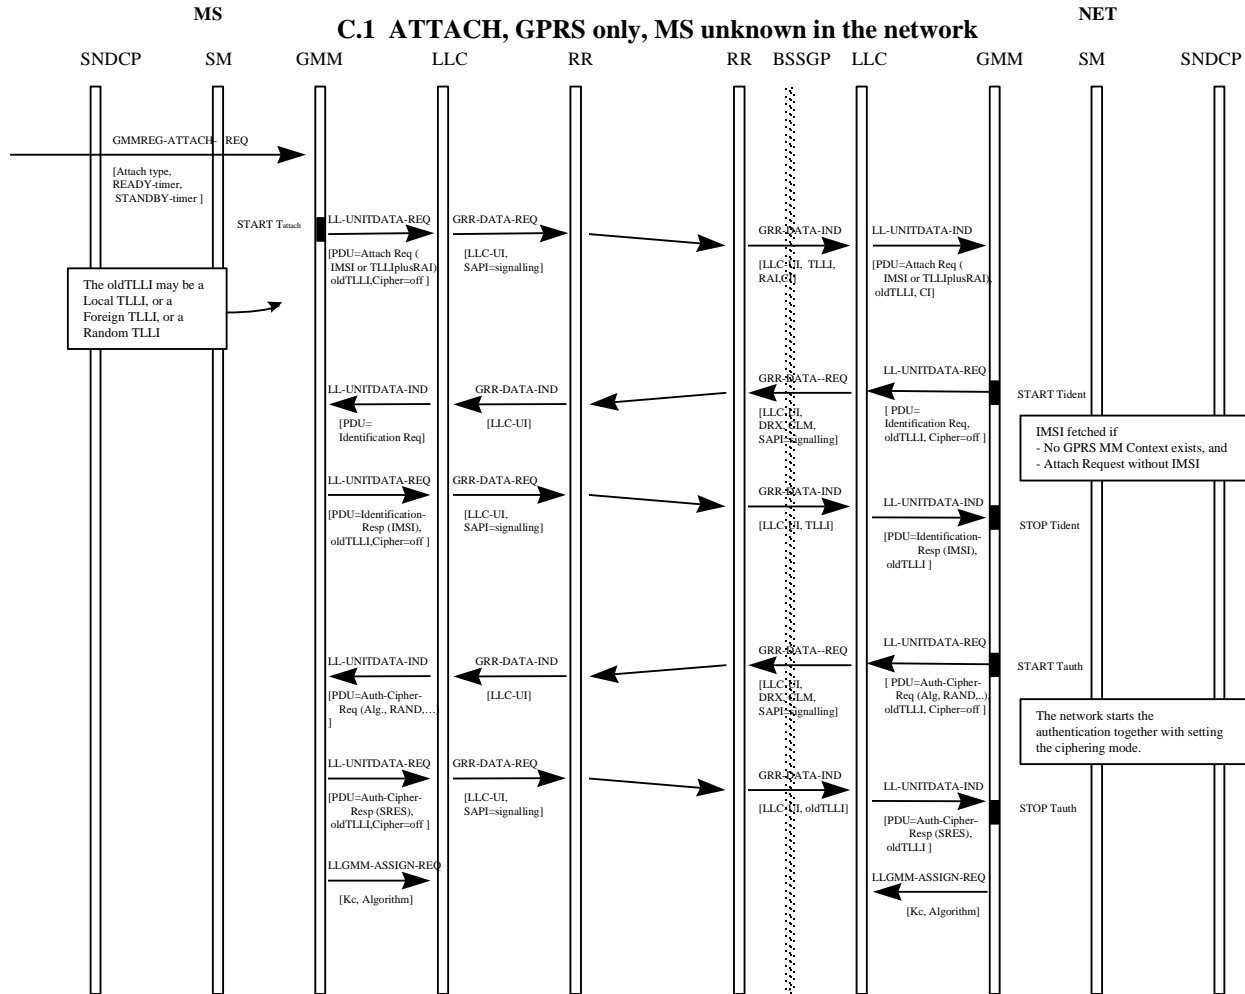 MS
NET
C.1 ATTACH, GPRS only, MS unknown in the network
SNDCP SM GMM LLC RR RR BSSGP LLC GMM SM SNDCP
GMMREG-ATTACH- REQ
[Attach type,
READY-timer,
STANDBY-timer ]
START Tattach
LL-UNITDATA-REQ
[PDU=Attach Req (
IMSI or TLLIplusRAI)
oldTLLI,Cipher=off ]
GRR-DATA-REQ
[LLC-UI,
SAPI=signalling]
GRR-DATA-IND
[LLC-UI, TLLI,
RAI,CI]
LL-UNITDATA-IND
[PDU=Attach Req (
IMSI or TLLIplusRAI),
oldTLLI, CI]
The oldTLLI may be a
Local TLLI, or a
Foreign TLLI, or a
Random TLLI
LL-UNITDATA-IND
[PDU=
Identification Req]
GRR-DATA-IND
[LLC-UI]
GRR-DATA--REQ
[LLC-UI,
DRX, CLM,
SAPI=signalling]
LL-UNITDATA-REQ
[ PDU=
Identification Req,
oldTLLI, Cipher=off ]
START Tident
IMSI fetched if
- No GPRS MM Context exists, and
- Attach Request without IMSI
LL-UNITDATA-REQ
[PDU=Identification-
Resp (IMSI),
oldTLLI,Cipher=off ]
GRR-DATA-REQ
[LLC-UI,
SAPI=signalling]
GRR-DATA-IND
[LLC-UI, TLLI]
LL-UNITDATA-IND
[PDU=Identification-
Resp (IMSI),
oldTLLI ]
STOP Tident
LL-UNITDATA-IND
[PDU=Auth-Cipher-
Req (Alg., RAND,...)
]
GRR-DATA-IND
[LLC-UI]
GRR-DATA--REQ
[LLC-UI,
DRX, CLM,
SAPI=signalling]
LL-UNITDATA-REQ
[ PDU=Auth-Cipher-
Req (Alg, RAND,..),
oldTLLI, Cipher=off ]
START Tauth
The network starts the
authentication together with setting
the ciphering mode.
LL-UNITDATA-REQ
[PDU=Auth-Cipher-
Resp (SRES),
oldTLLI,Cipher=off ]
GRR-DATA-REQ
[LLC-UI,
SAPI=signalling]
GRR-DATA-IND
[LLC-UI, oldTLLI]
LL-UNITDATA-IND
[PDU=Auth-Cipher-
Resp (SRES),
oldTLLI ]
STOP Tauth
LLGMM-ASSIGN-REQ
[Kc, Algorithm]
LLGMM-ASSIGN-REQ
[Kc, Algorithm]